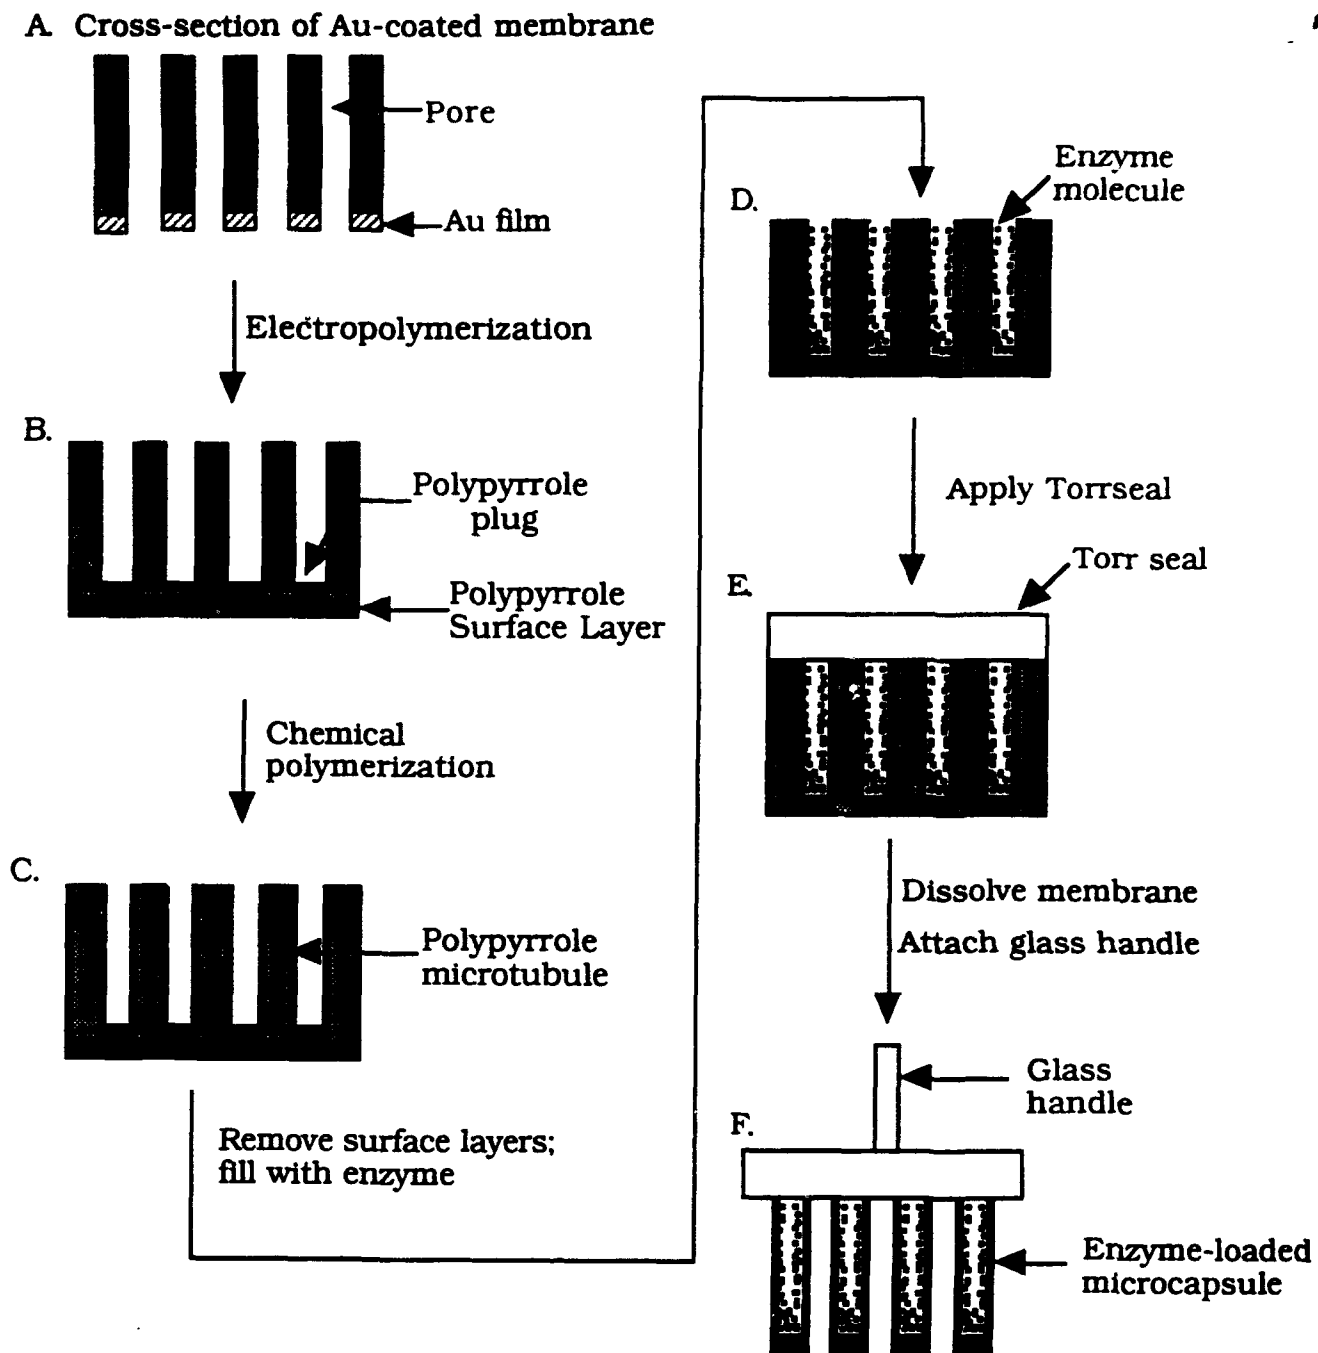 A. Cross-section of Au-coated membrane
Pore
Au film
Electropolymerization
B.
Polypyrrole
plug
Polypyrrole
Surface Layer
Chemical
polymerization
C.
Polypyrrole
microtubule
Remove surface layers;
fill with enzyme
D.
Enzyme
molecule
Apply Torrseal
E.
Torr seal
Dissolve membrane
Attach glass handle
F.
Glass
handle
Enzyme-loaded
microcapsule